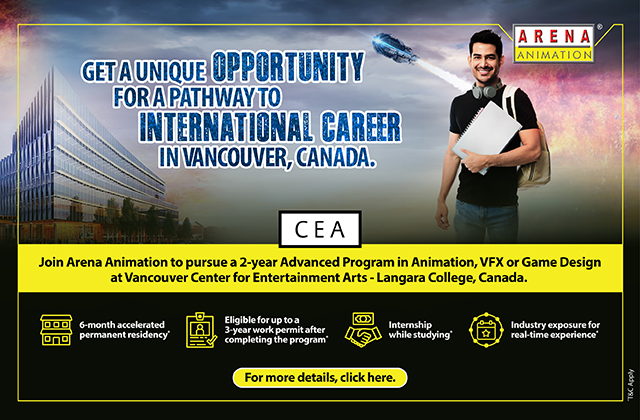 ARENA
®
ANIMATION
GET A UNIQUE OPPORTUNITY
FOR A PATHWAY TO
INTERNATIONAL CAREER
IN VANCOUVER, CANADA.
CEA
Join Arena Animation to pursue a 2-year Advanced Program in Animation, VFX or Game Design
at Vancouver Center for Entertainment Arts - Langara College, Canada.
6-month accelerated
permanent residency*
Eligible for up to a
3-year work permit after
completing the program*
Internship
while studying*
Industry exposure for
real-time experience*
For more details, click here.
*T&C Apply